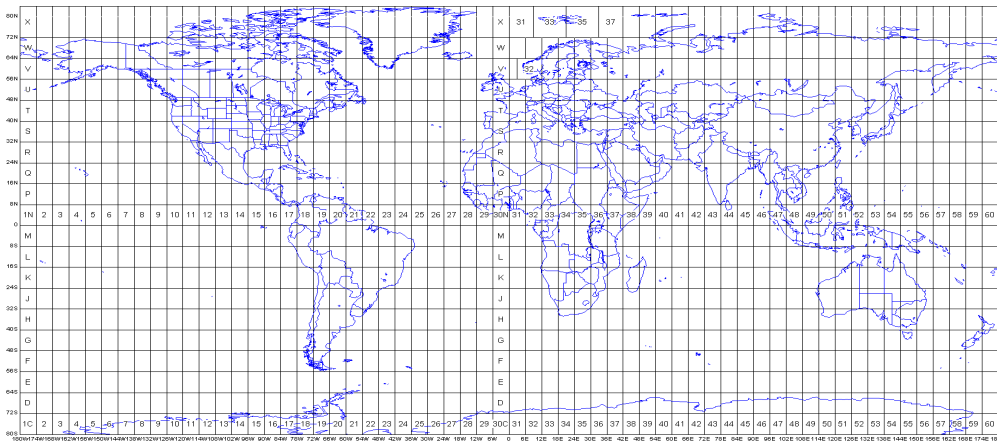 80N X X 31 33 35 37
72N
W W
64N
V V 32
56N
U U
48N
T T
40N
S S
32N
R R
24N
Q Q
16N
P P
8N
1N 2 3 4 5 6 7 8 9 10 11 12 13 14 15 16 17 18 19 20 21 22 23 24 25 26 27 28 29 30N 31 32 33 34 35 36 37 38 39 40 41 42 43 44 45 46 47 48 49 50 51 52 53 54 55 56 57 58 59 60
0
M M
8S
L L
16S
K K
24S
J J
32S
H H
40S
G G
48S
F F
56S
E E
64S
D D
72S
1C 2 3 4 5 6 7 8 9 10 11 12 13 14 15 16 17 18 19 20 21 22 23 24 25 26 27 28 29 30C 31 32 33 34 35 36 37 38 39 40 41 42 43 44 45 46 47 48 49 50 51 52 53 54 55 56 57 58 59 60
80S
180W 174W 168W 162W 156W 150W 144W 138W 132W 126W 120W 114W 108W 102W 96W 90W 84W 78W 72W 66W 60W 54W 48W 42W 36W 30W 24W 18W 12W 6W 0 6E 12E 18E 24E 30E 36E 42E 48E 54E 60E 66E 72E 78E 84E 90E 96E 102E 108E 114E 120E 126E 132E 138E 144E 150E 156E 162E 168E 174E